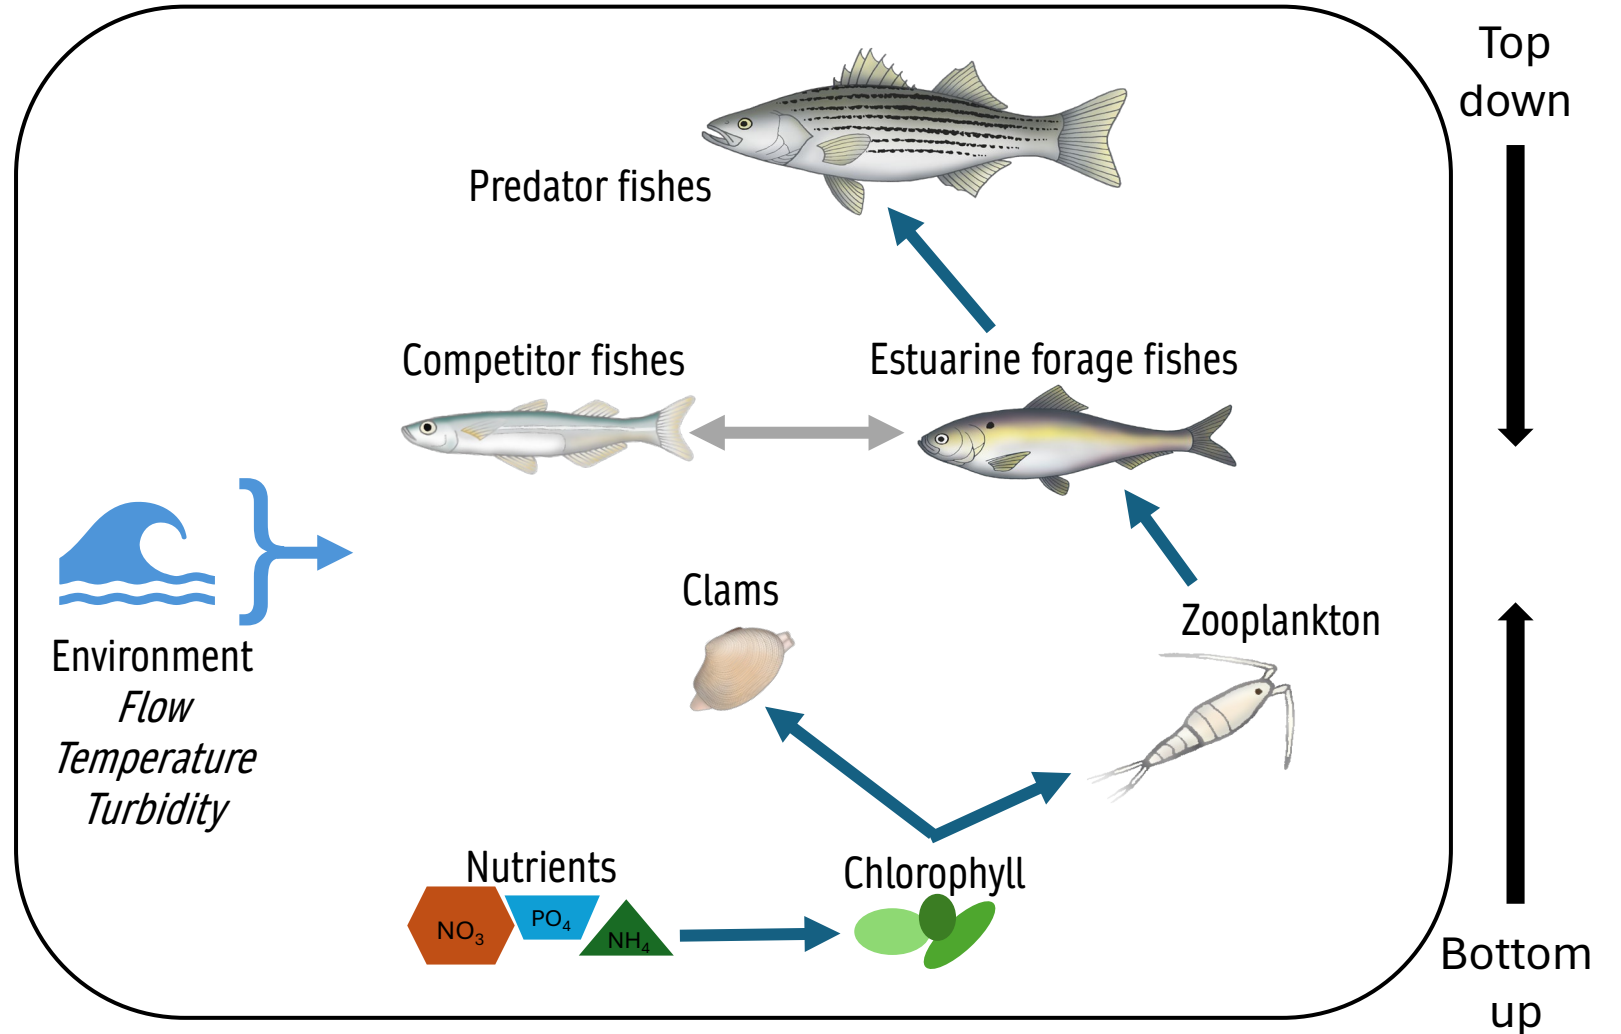 Top
down
Predator fishes
Competitor fishes
Estuarine forage fishes
Clams
Zooplankton
Environment
Flow
Temperature
Turbidity
Nutrients
NO₃
PO₄
NH₄
Chlorophyll
Bottom
up